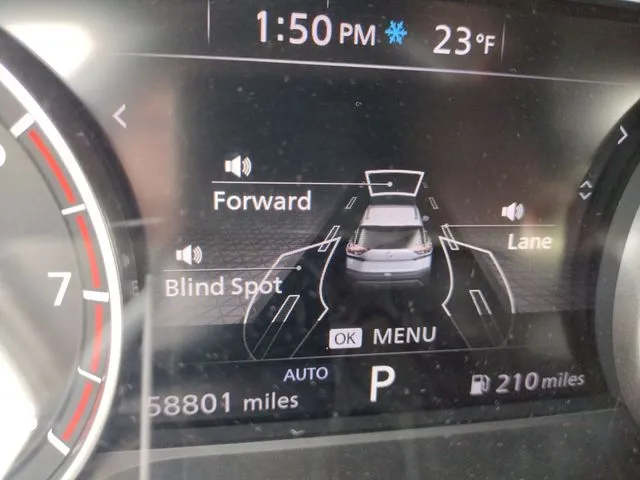 1:50 PM 23°F
Forward
Lane
Blind Spot
OK MENU
7
AUTO
P
58801 miles
210 miles